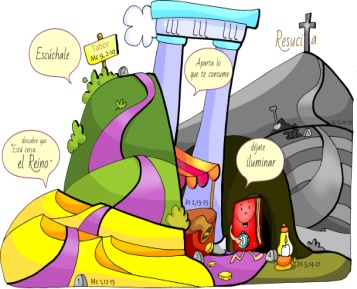 Resucita
Tabor
Mc 9, 2-10
Escúchale
Aparta lo
que te consume
descubre que
"Está cerca
el Reino"
déjate
iluminar
Jn 2,13-25
Jn 3,14-21
Mc 1,12-15